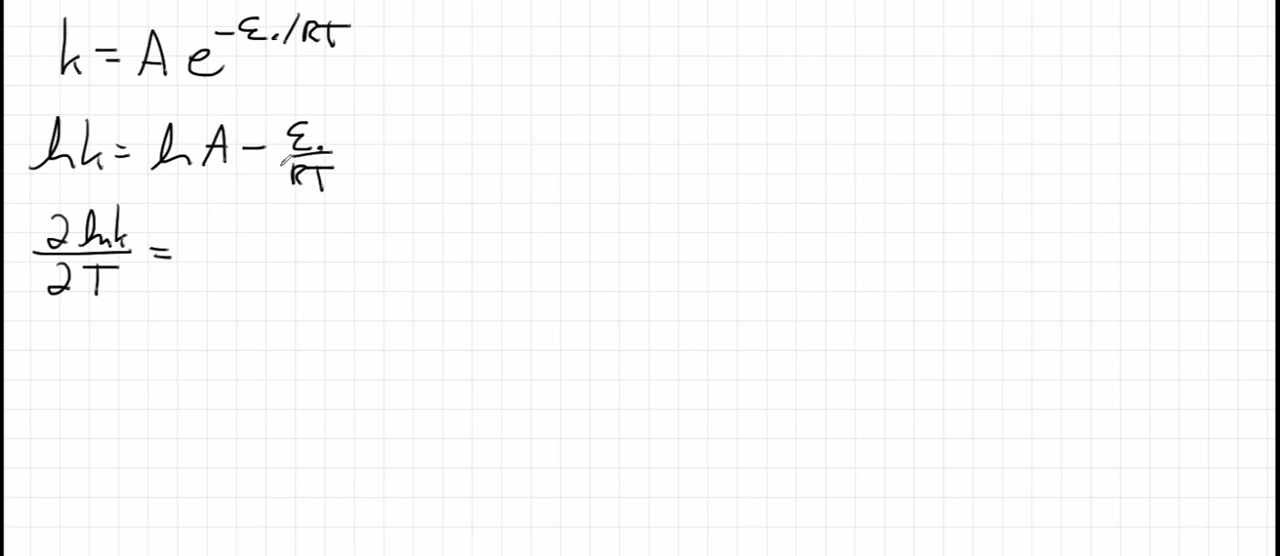 k = A e^{-ε₀/RT}
ln k = ln A - ε₀/RT
∂ ln k / ∂T =